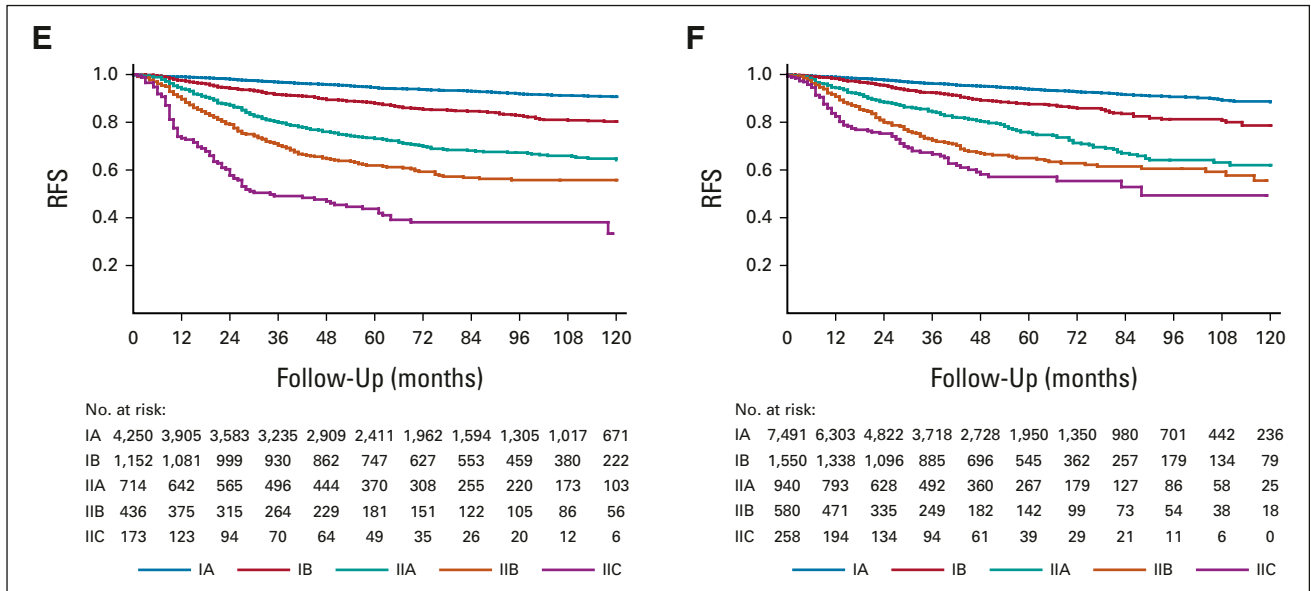 E
1.0
0.8
0.6
0.4
0.2
RFS
0 12 24 36 48 60 72 84 96 108 120
Follow-Up (months)
No. at risk:
IA 4,250 3,905 3,583 3,235 2,909 2,411 1,962 1,594 1,305 1,017 671
IB 1,152 1,081 999 930 862 747 627 553 459 380 222
IIA 714 642 565 496 444 370 308 255 220 173 103
IIB 436 375 315 264 229 181 151 122 105 86 56
IIC 173 123 94 70 64 49 35 26 20 12 6
IA IB IIA IIB IIC
F
1.0
0.8
0.6
0.4
0.2
RFS
0 12 24 36 48 60 72 84 96 108 120
Follow-Up (months)
No. at risk:
IA 7,491 6,303 4,822 3,718 2,728 1,950 1,350 980 701 442 236
IB 1,550 1,338 1,096 885 696 545 362 257 179 134 79
IIA 940 793 628 492 360 267 179 127 86 58 25
IIB 580 471 335 249 182 142 99 73 54 38 18
IIC 258 194 134 94 61 39 29 21 11 6 0
IA IB IIA IIB IIC